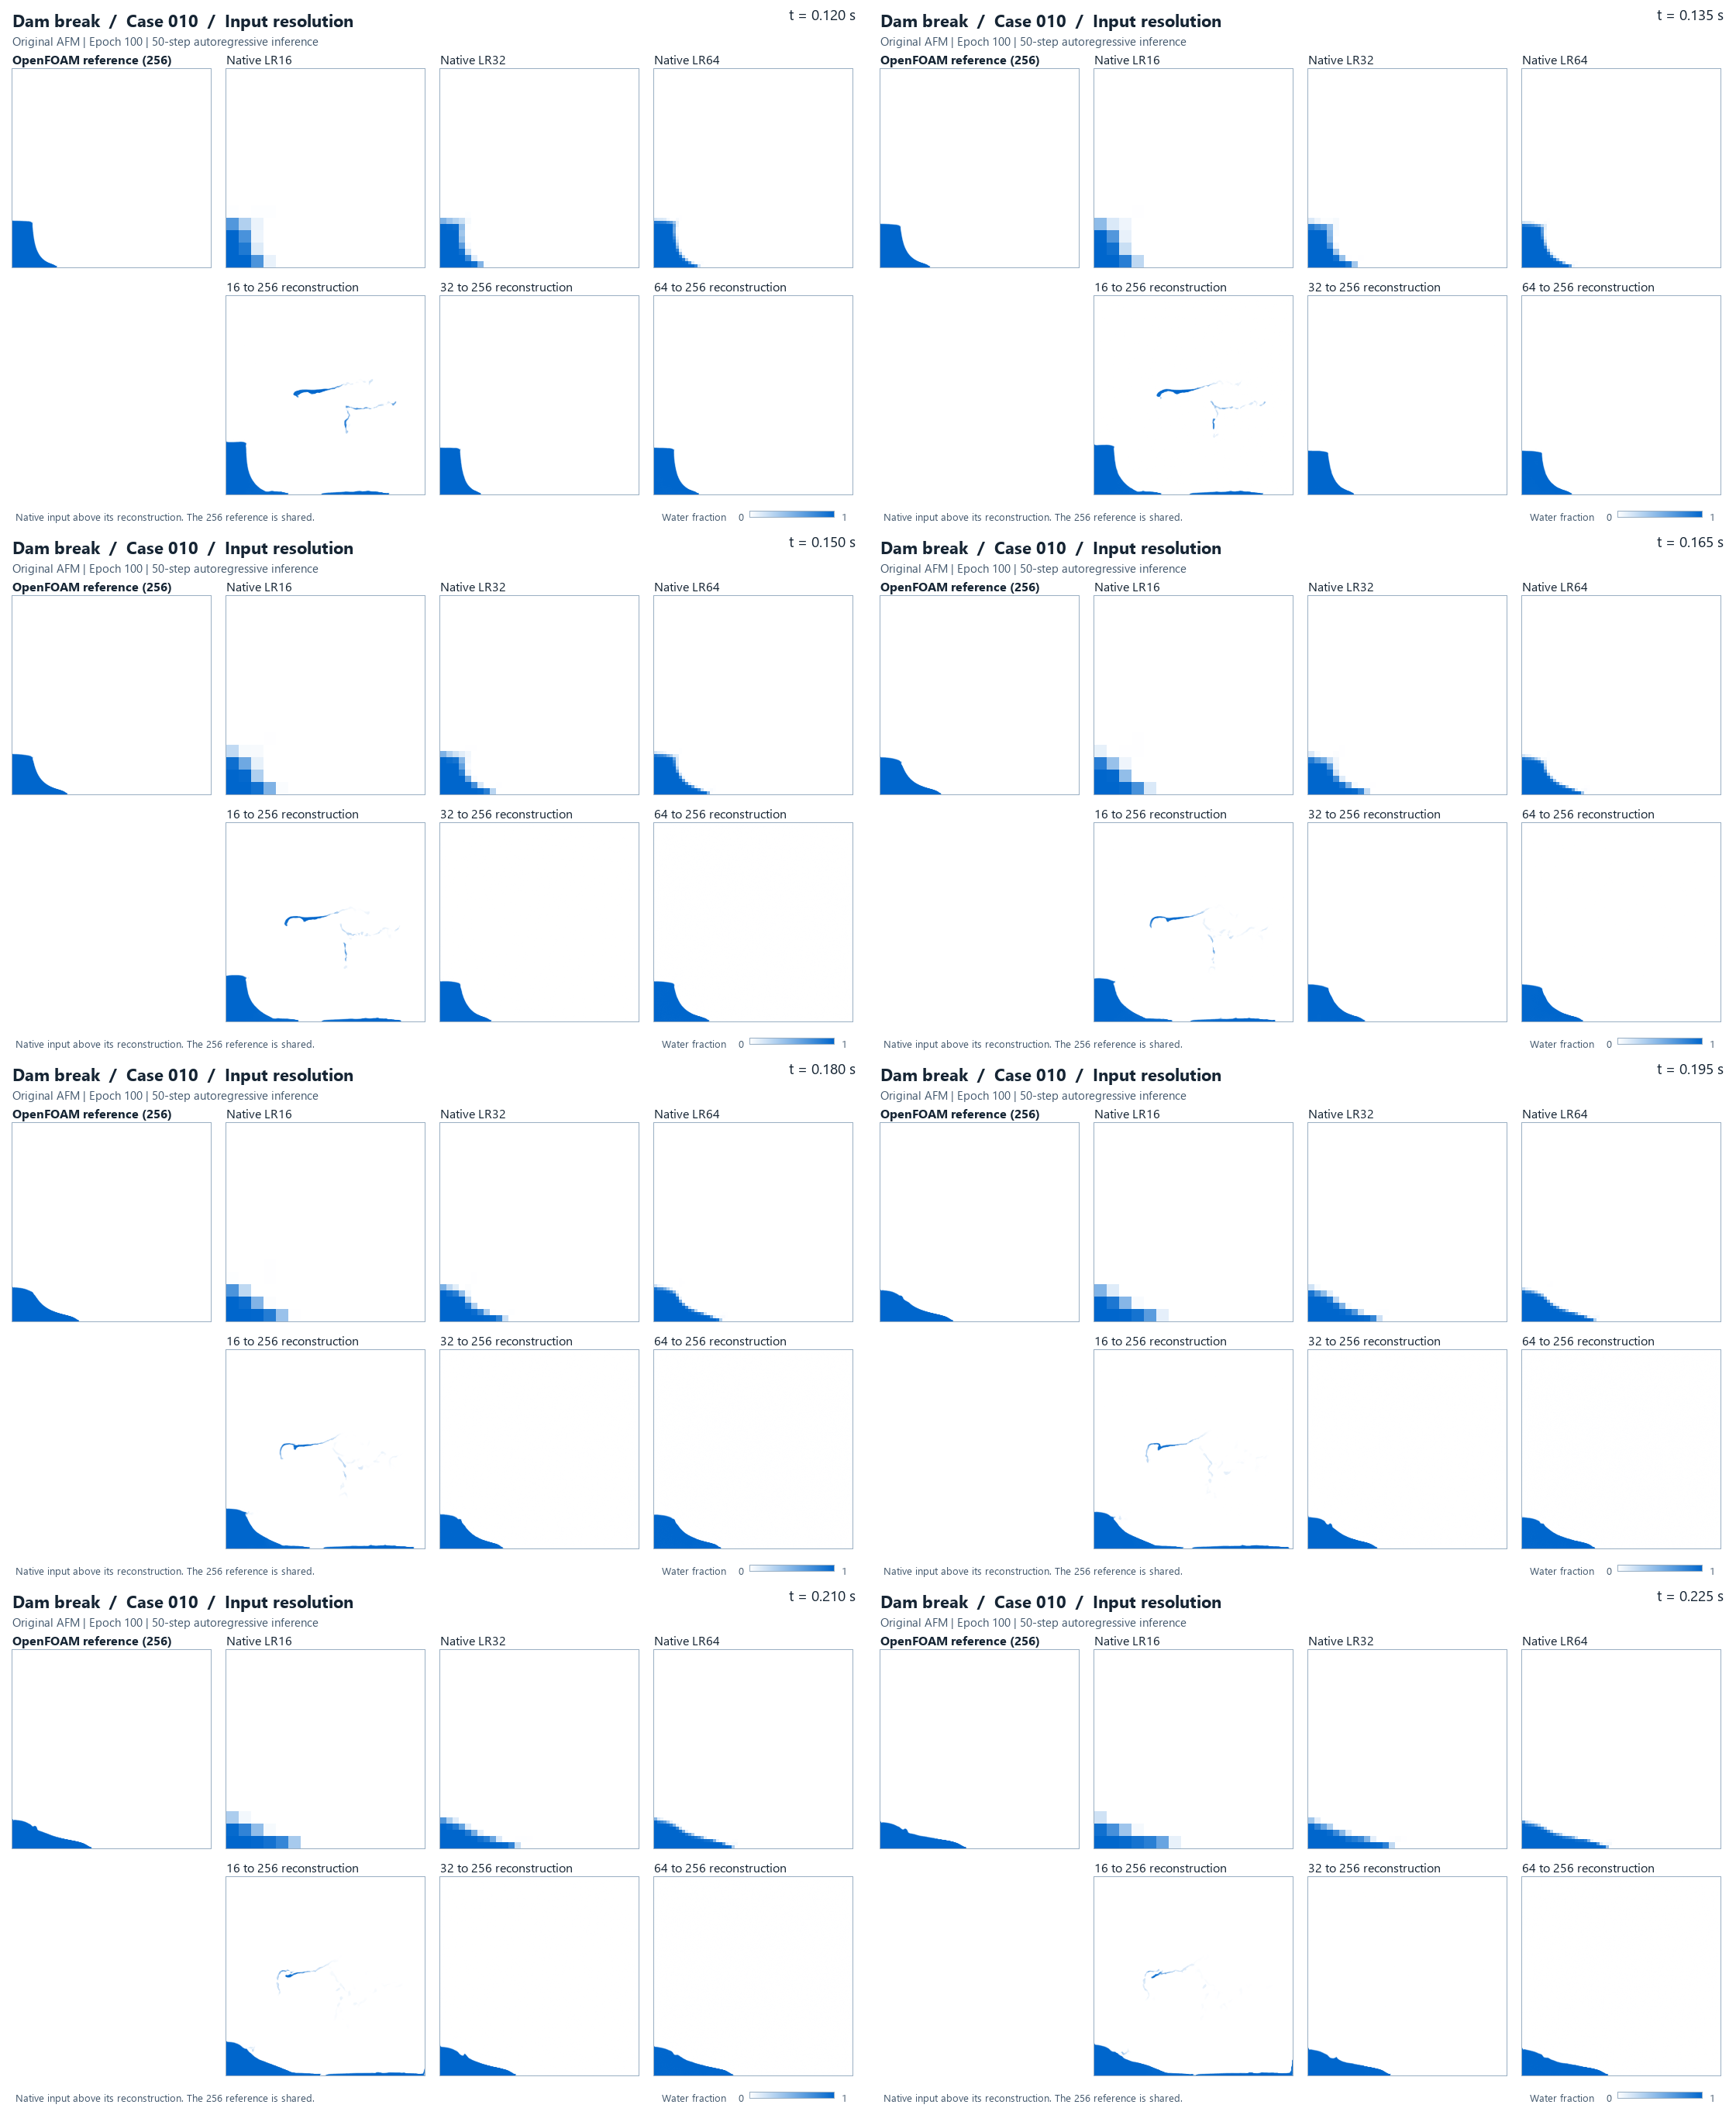 Dam break / Case 010 / Input resolution
t = 0.120 s
Original AFM | Epoch 100 | 50-step autoregressive inference
OpenFOAM reference (256)
Native LR16
Native LR32
Native LR64
16 to 256 reconstruction
32 to 256 reconstruction
64 to 256 reconstruction
Native input above its reconstruction. The 256 reference is shared.
Water fraction 0 1
Dam break / Case 010 / Input resolution
t = 0.135 s
Original AFM | Epoch 100 | 50-step autoregressive inference
OpenFOAM reference (256)
Native LR16
Native LR32
Native LR64
16 to 256 reconstruction
32 to 256 reconstruction
64 to 256 reconstruction
Native input above its reconstruction. The 256 reference is shared.
Water fraction 0 1
Dam break / Case 010 / Input resolution
t = 0.150 s
Original AFM | Epoch 100 | 50-step autoregressive inference
OpenFOAM reference (256)
Native LR16
Native LR32
Native LR64
16 to 256 reconstruction
32 to 256 reconstruction
64 to 256 reconstruction
Native input above its reconstruction. The 256 reference is shared.
Water fraction 0 1
Dam break / Case 010 / Input resolution
t = 0.165 s
Original AFM | Epoch 100 | 50-step autoregressive inference
OpenFOAM reference (256)
Native LR16
Native LR32
Native LR64
16 to 256 reconstruction
32 to 256 reconstruction
64 to 256 reconstruction
Native input above its reconstruction. The 256 reference is shared.
Water fraction 0 1
Dam break / Case 010 / Input resolution
t = 0.180 s
Original AFM | Epoch 100 | 50-step autoregressive inference
OpenFOAM reference (256)
Native LR16
Native LR32
Native LR64
16 to 256 reconstruction
32 to 256 reconstruction
64 to 256 reconstruction
Native input above its reconstruction. The 256 reference is shared.
Water fraction 0 1
Dam break / Case 010 / Input resolution
t = 0.195 s
Original AFM | Epoch 100 | 50-step autoregressive inference
OpenFOAM reference (256)
Native LR16
Native LR32
Native LR64
16 to 256 reconstruction
32 to 256 reconstruction
64 to 256 reconstruction
Native input above its reconstruction. The 256 reference is shared.
Water fraction 0 1
Dam break / Case 010 / Input resolution
t = 0.210 s
Original AFM | Epoch 100 | 50-step autoregressive inference
OpenFOAM reference (256)
Native LR16
Native LR32
Native LR64
16 to 256 reconstruction
32 to 256 reconstruction
64 to 256 reconstruction
Native input above its reconstruction. The 256 reference is shared.
Water fraction 0 1
Dam break / Case 010 / Input resolution
t = 0.225 s
Original AFM | Epoch 100 | 50-step autoregressive inference
OpenFOAM reference (256)
Native LR16
Native LR32
Native LR64
16 to 256 reconstruction
32 to 256 reconstruction
64 to 256 reconstruction
Native input above its reconstruction. The 256 reference is shared.
Water fraction 0 1